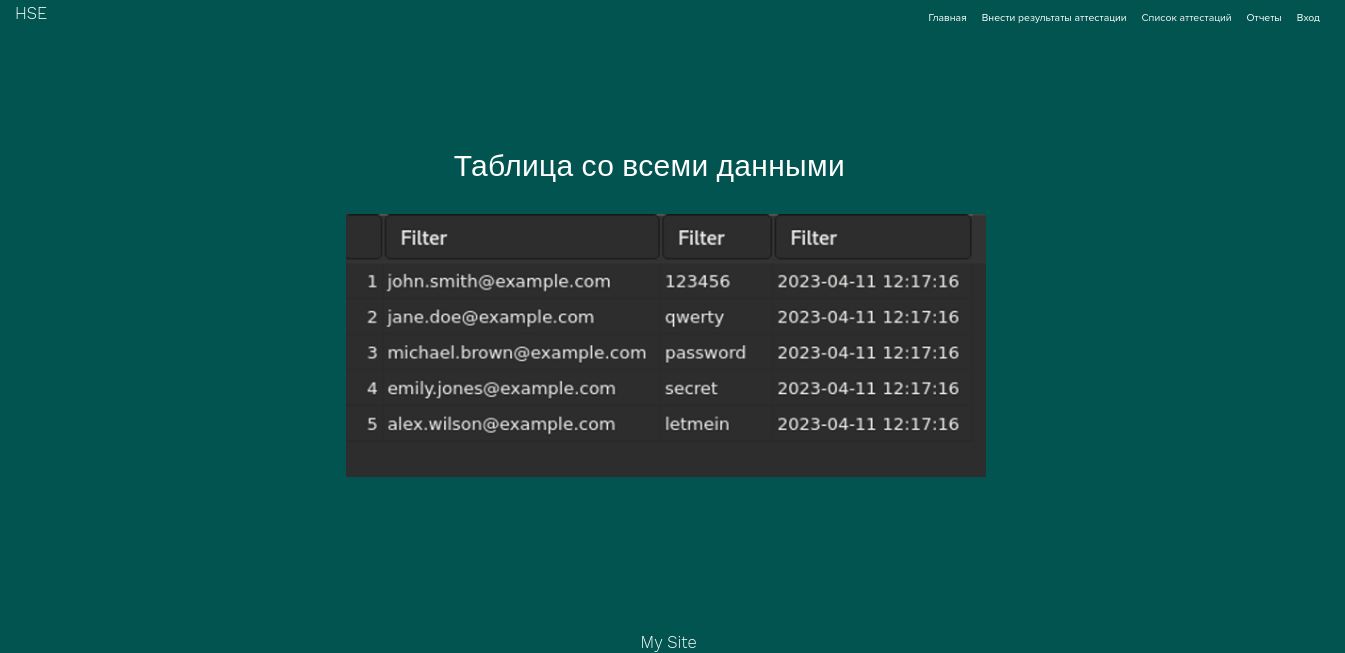 HSE
Главная Внести результаты аттестации Список аттестаций Отчеты Вход
Таблица со всеми данными
Filter Filter Filter
1 john.smith@example.com 123456 2023-04-11 12:17:16
2 jane.doe@example.com qwerty 2023-04-11 12:17:16
3 michael.brown@example.com password 2023-04-11 12:17:16
4 emily.jones@example.com secret 2023-04-11 12:17:16
5 alex.wilson@example.com letmein 2023-04-11 12:17:16
My Site